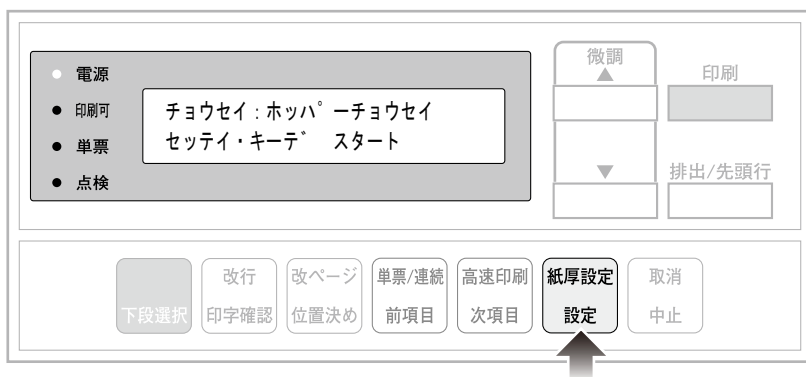 電源
印刷可
単票
点検
チョウセイ：ホッハ゜ーチョウセイ
セッテイ・キーテ゛ スタート
微調
▲
▼
印刷
排出/先頭行
下段選択
改行
印字確認
改ページ
位置決め
単票/連続
前項目
高速印刷
次項目
紙厚設定
設定
取消
中止